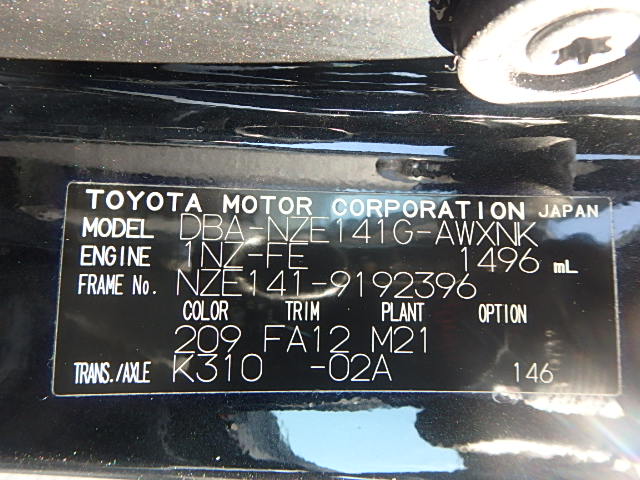 TOYOTA MOTOR CORPORATION JAPAN
MODEL DBA-NZE141G-AWXNK
ENGINE 1NZ-FE 1496 mL
FRAME No. NZE141-9192396
COLOR TRIM PLANT OPTION
209 FA12 M21
TRANS./AXLE K310 -02A 146